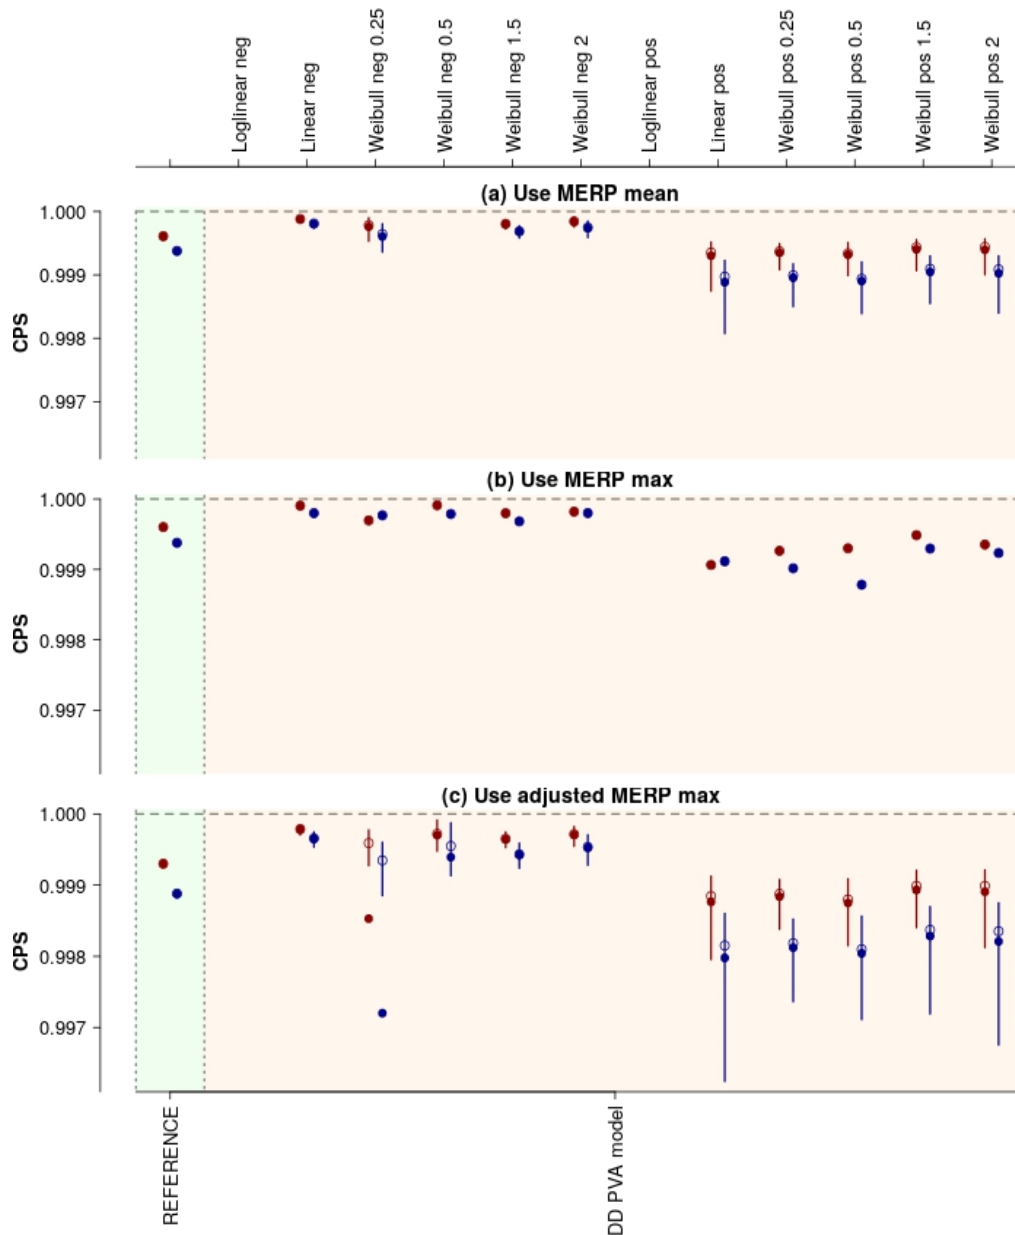 Loglinear neg
Linear neg
Weibull neg 0.25
Weibull neg 0.5
Weibull neg 1.5
Weibull neg 2
Loglinear pos
Linear pos
Weibull pos 0.25
Weibull pos 0.5
Weibull pos 1.5
Weibull pos 2
(a) Use MERP mean
CPS
1.000
0.999
0.998
0.997
(b) Use MERP max
CPS
1.000
0.999
0.998
0.997
(c) Use adjusted MERP max
CPS
1.000
0.999
0.998
0.997
REFERENCE
DD PVA model